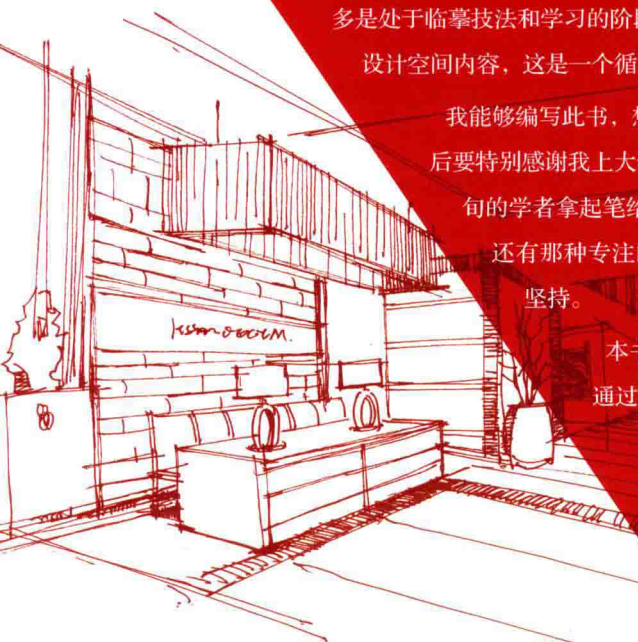 多是处于临摹技法和学习的阶
设计空间内容，这是一个循
我能够编写此书，
后要特别感谢我上大
旬的学者拿起笔
还有那种专注
坚持。
本
通过